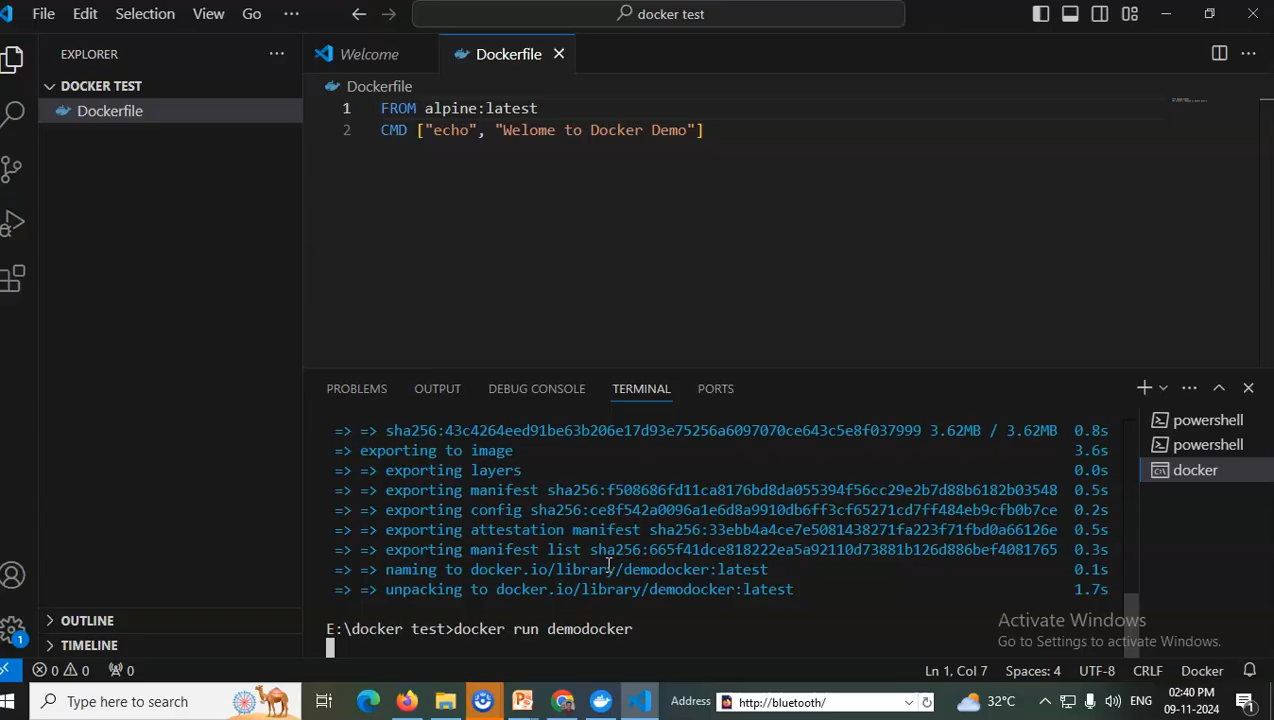 File Edit Selection View Go ··· docker test
EXPLORER ···
Welcome Dockerfile
DOCKER TEST
Dockerfile
Dockerfile
1 FROM alpine:latest
2 CMD ["echo", "Welome to Docker Demo"]
PROBLEMS OUTPUT DEBUG CONSOLE TERMINAL PORTS
=> => sha256:43c4264eed91be63b206e17d93e75256a6097070ce643c5e8f037999 3.62MB / 3.62MB 0.8s
=> exporting to image 3.6s
=> => exporting layers 0.0s
=> => exporting manifest sha256:f508686fd11ca8176bd8da055394f56cc29e2b7d88b6182b03548 0.5s
=> => exporting config sha256:ce8f542a0096a1e6d8a9910db6ff3cf65271cd7ff484eb9cfb0b7ce 0.2s
=> => exporting attestation manifest sha256:33ebb4a4ce7e5081438271fa223f71fbd0a66126e 0.5s
=> => exporting manifest list sha256:665f41dce818222ea5a92110d73881b126d886bef4081765 0.3s
=> => naming to docker.io/library/demodocker:latest 0.1s
=> => unpacking to docker.io/library/demodocker:latest 1.7s
E:\docker test>docker run demodocker
powershell
powershell
docker
OUTLINE
TIMELINE
1
Activate Windows
Go to Settings to activate Windows.
0 0 0 Ln 1, Col 7 Spaces: 4 UTF-8 CRLF Docker
Type here to search Address http://bluetooth/ 32°C ENG 02:40 PM
09-11-2024
1